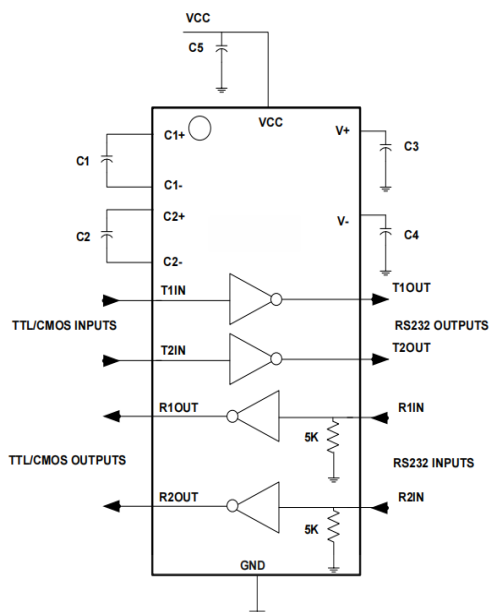 VCC
C5
VCC
C1+
V+
C1
C3
C1-
C2+
V-
C2
C4
C2-
T1IN
T1OUT
TTL/CMOS INPUTS
RS232 OUTPUTS
T2IN
T2OUT
R1OUT
R1IN
5K
TTL/CMOS OUTPUTS
RS232 INPUTS
R2OUT
R2IN
5K
GND